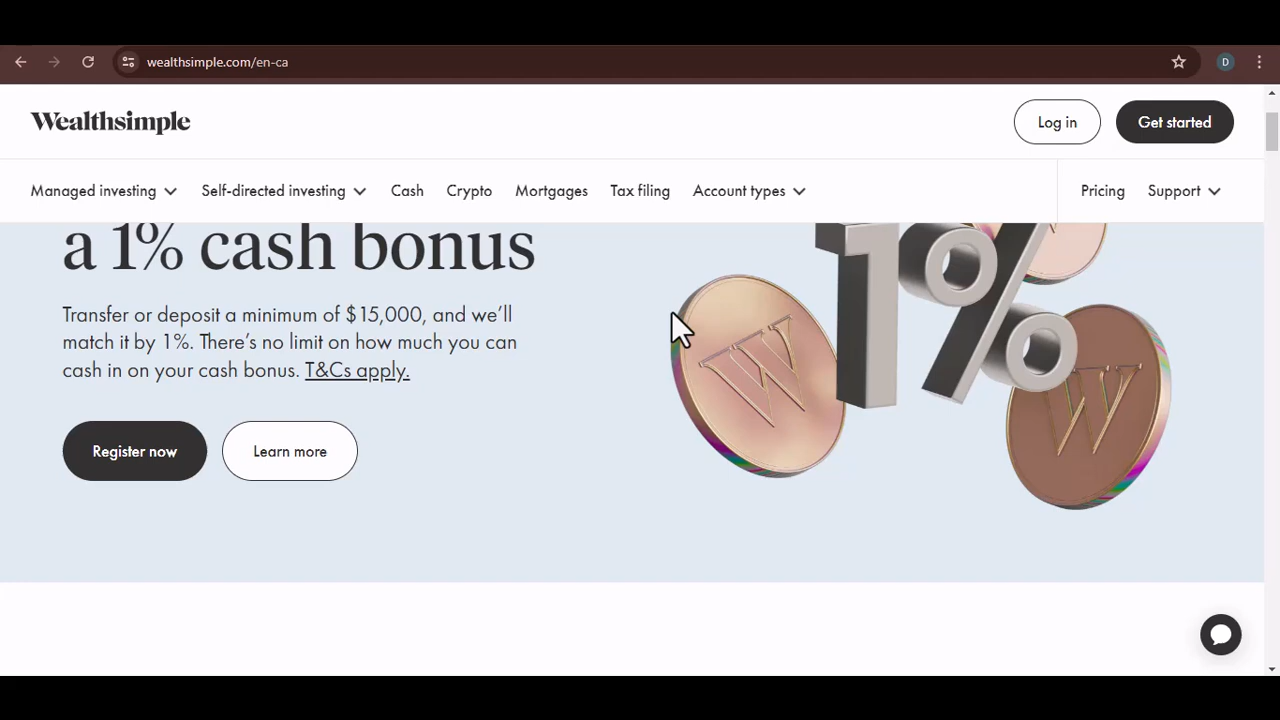 wealthsimple.com/en-ca
D
Wealthsimple
Log in
Get started
Managed investing
Self-directed investing
Cash
Crypto
Mortgages
Tax filing
Account types
Pricing
Support
a 1% cash bonus
Transfer or deposit a minimum of $15,000, and we’ll
match it by 1%. There’s no limit on how much you can
cash in on your cash bonus. T&Cs apply.
Register now
Learn more
1%
W
W